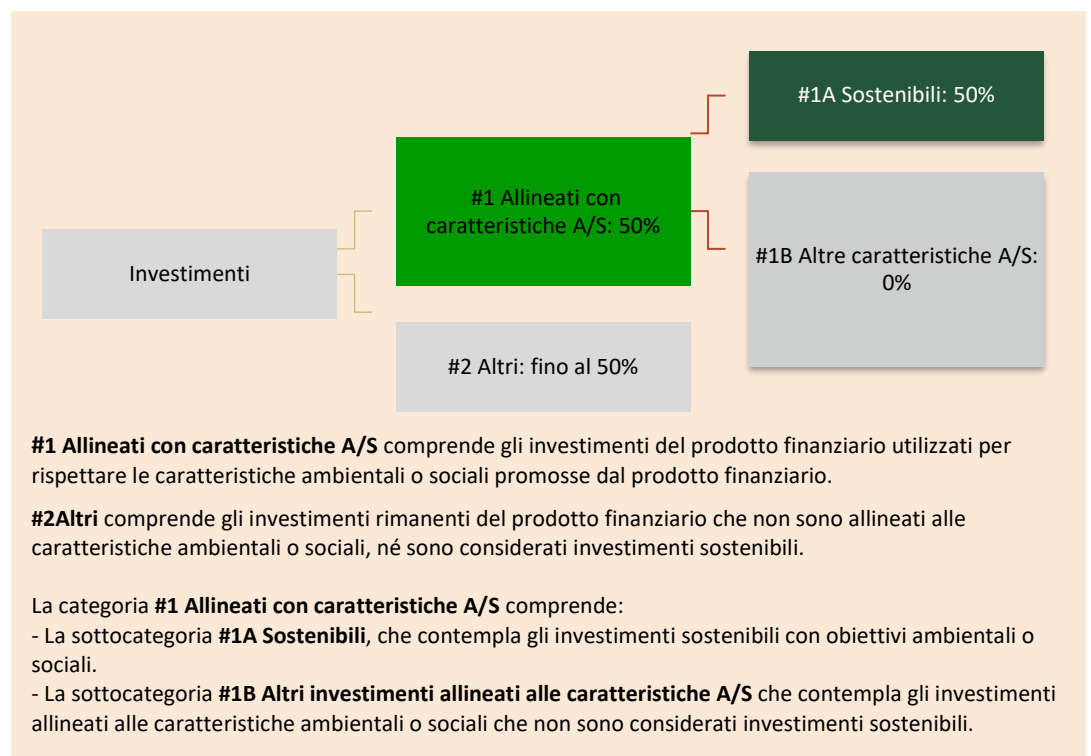 #1A Sostenibili: 50%
#1 Allineati con
caratteristiche A/S: 50%
Investimenti
#1B Altre caratteristiche A/S:
0%
#2 Altri: fino al 50%
#1 Allineati con caratteristiche A/S comprende gli investimenti del prodotto finanziario utilizzati per
rispettare le caratteristiche ambientali o sociali promosse dal prodotto finanziario.
#2Altri comprende gli investimenti rimanenti del prodotto finanziario che non sono allineati alle
caratteristiche ambientali o sociali, né sono considerati investimenti sostenibili.
La categoria #1 Allineati con caratteristiche A/S comprende:
- La sottocategoria #1A Sostenibili, che contempla gli investimenti sostenibili con obiettivi ambientali o
sociali.
- La sottocategoria #1B Altri investimenti allineati alle caratteristiche A/S che contempla gli investimenti
allineati alle caratteristiche ambientali o sociali che non sono considerati investimenti sostenibili.